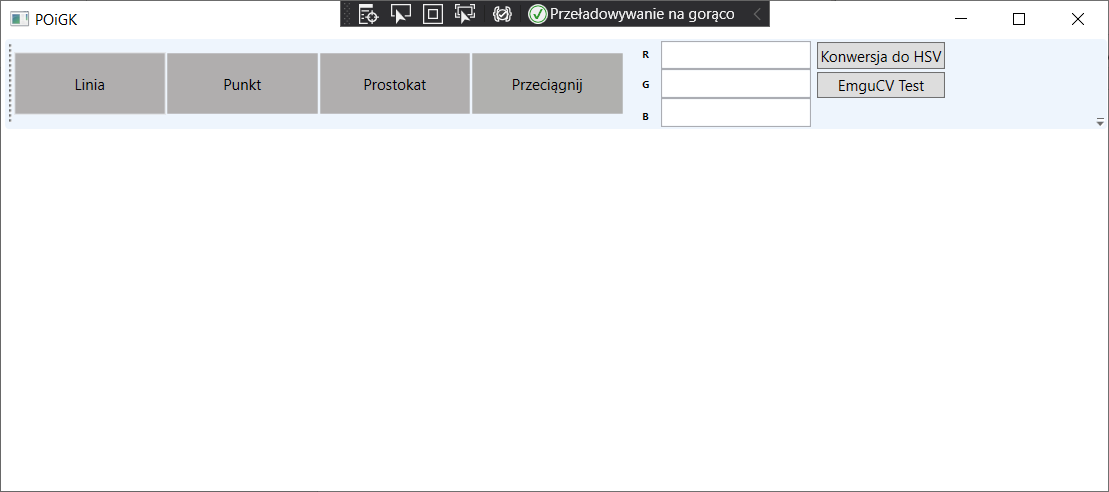 POiGK
Przeładowywanie na gorąco
Linia
Punkt
Prostokat
Przeciągnij
R
G
B
Konwersja do HSV
EmguCV Test